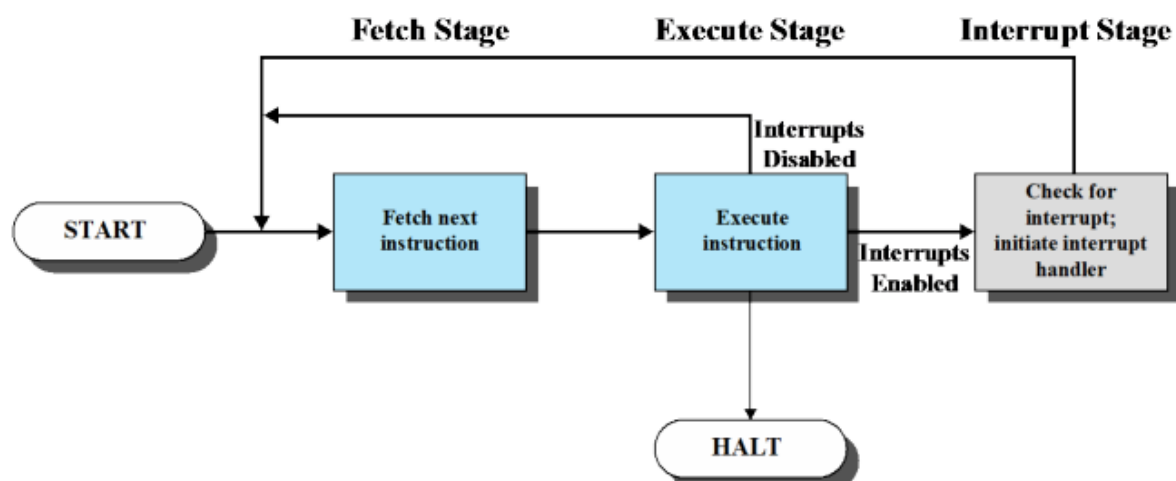 Fetch Stage
Execute Stage
Interrupt Stage
Interrupts
Disabled
START
Fetch next
instruction
Execute
instruction
Interrupts
Enabled
Check for
interrupt;
initiate interrupt
handler
HALT